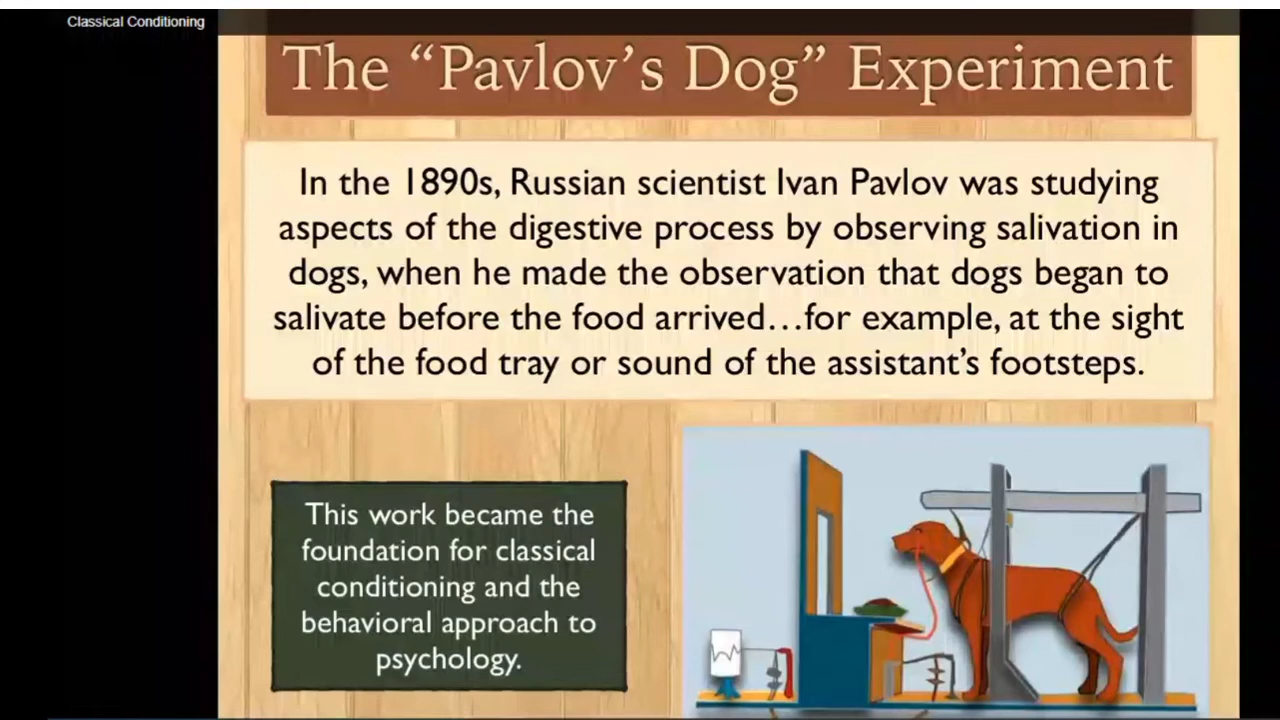 Classical Conditioning
The “Pavlov’s Dog” Experiment
In the 1890s, Russian scientist Ivan Pavlov was studying
aspects of the digestive process by observing salivation in
dogs, when he made the observation that dogs began to
salivate before the food arrived…for example, at the sight
of the food tray or sound of the assistant’s footsteps.
This work became the
foundation for classical
conditioning and the
behavioral approach to
psychology.